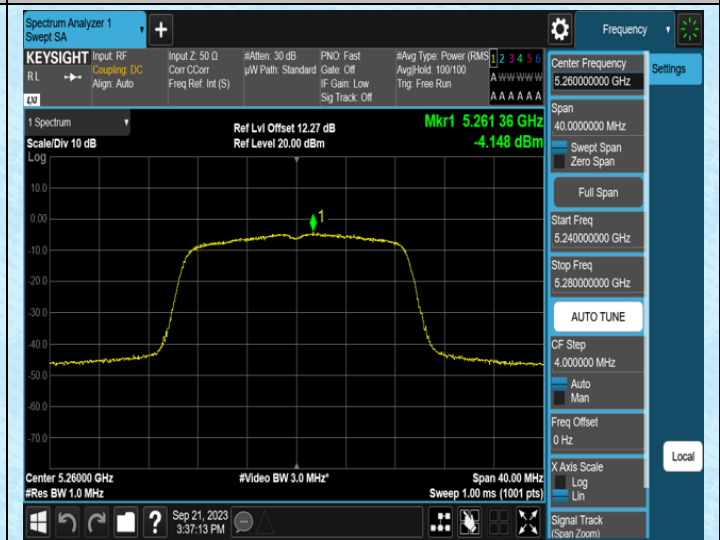 Spectrum Analyzer 1
Swept SA
+
Frequency
KEYSIGHT
RL
LXI
Input: RF
Coupling: DC
Align: Auto
Input Z: 50 Ω
Corr CCorr
Freq Ref: Int (S)
#Atten: 30 dB
µW Path: Standard
PNO: Fast
Gate: Off
IF Gain: Low
Sig Track: Off
#Avg Type: Power (RMS
Avg|Hold: 100/100
Trig: Free Run
1 2 3 4 5 6
A W W W W W
A A A A A A
Center Frequency
5.260000000 GHz
Settings
Span
40.0000000 MHz
Swept Span
Zero Span
Full Span
Start Freq
5.240000000 GHz
Stop Freq
5.280000000 GHz
AUTO TUNE
CF Step
4.000000 MHz
Auto
Man
Freq Offset
0 Hz
X Axis Scale
Log
Lin
Local
Signal Track
(Span Zoom)
1 Spectrum
Scale/Div 10 dB
Log
Ref Lvl Offset 12.27 dB
Ref Level 20.00 dBm
Mkr1 5.261 36 GHz
-4.148 dBm
1
10.0
0.00
-10.0
-20.0
-30.0
-40.0
-50.0
-60.0
-70.0
Center 5.26000 GHz
#Res BW 1.0 MHz
#Video BW 3.0 MHz*
Span 40.00 MHz
Sweep 1.00 ms (1001 pts)
?
Sep 21, 2023
3:37:13 PM